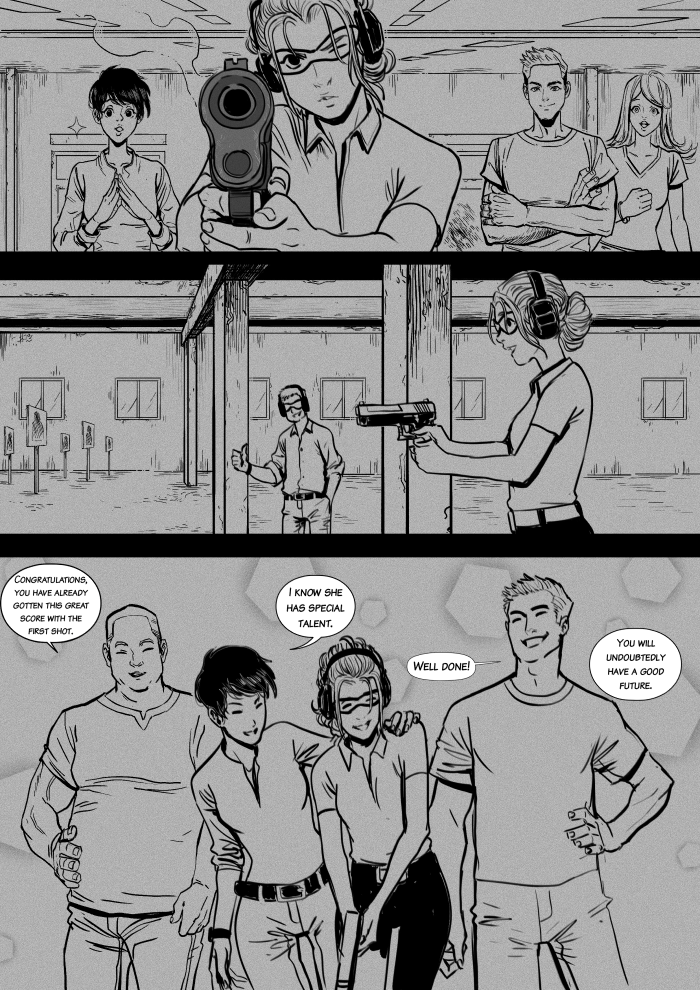 Congratulations,
you have already
gotten this great
score with the
first shot.
I know she
has special
talent.
Well done!
You will
undoubtedly
have a good
future.